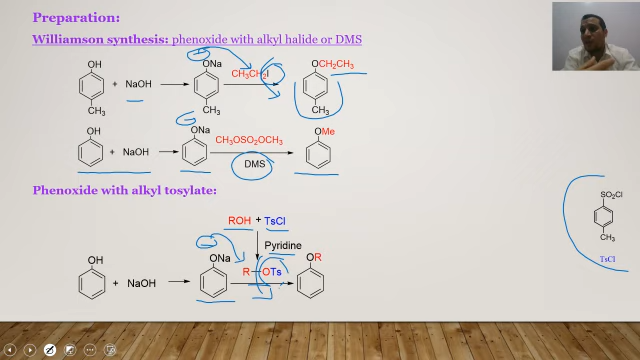 Preparation:
Williamson synthesis: phenoxide with alkyl halide or DMS
OH
+ NaOH
CH₃
ONa
CH₃
CH₃CH₂I
OCH₂CH₃
CH₃
OH
+ NaOH
ONa
CH₃OSO₂OCH₃
DMS
OMe
Phenoxide with alkyl tosylate:
ROH + TsCl
Pyridine
OH
+ NaOH
ONa
R—OTs
OR
SO₂Cl
CH₃
TsCl